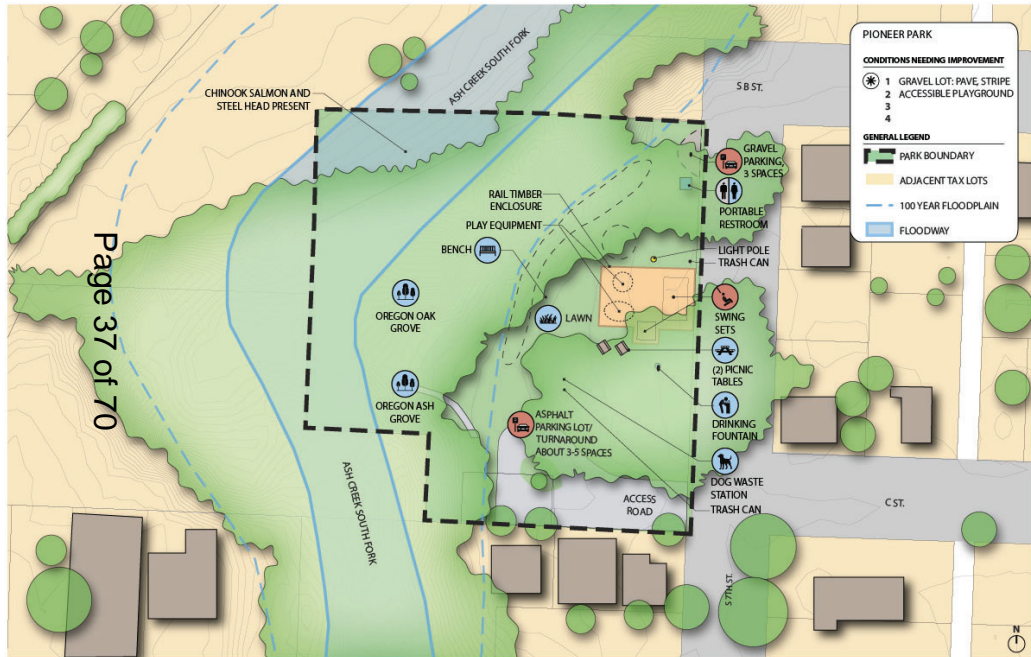 PIONEER PARK
CONDITIONS NEEDING IMPROVEMENT
1 GRAVEL LOT: PAVE, STRIPE
2 ACCESSIBLE PLAYGROUND
3
4
GENERAL LEGEND
PARK BOUNDARY
ADJACENT TAX LOTS
100 YEAR FLOODPLAIN
FLOODWAY
ASH CREEK SOUTH FORK
CHINOOK SALMON AND
STEEL HEAD PRESENT
S B ST.
GRAVEL
PARKING,
3 SPACES
PORTABLE
RESTROOM
RAIL TIMBER
ENCLOSURE
PLAY EQUIPMENT
BENCH
LIGHT POLE
TRASH CAN
OREGON OAK
GROVE
LAWN
SWING
SETS
(2) PICNIC
TABLES
OREGON ASH
GROVE
DRINKING
FOUNTAIN
ASPHALT
PARKING LOT/
TURNAROUND
ABOUT 3-5 SPACES
DOG WASTE
STATION
TRASH CAN
ACCESS
ROAD
C ST.
ASH CREEK SOUTH FORK
S 7TH ST.
N
Page 37 of 70